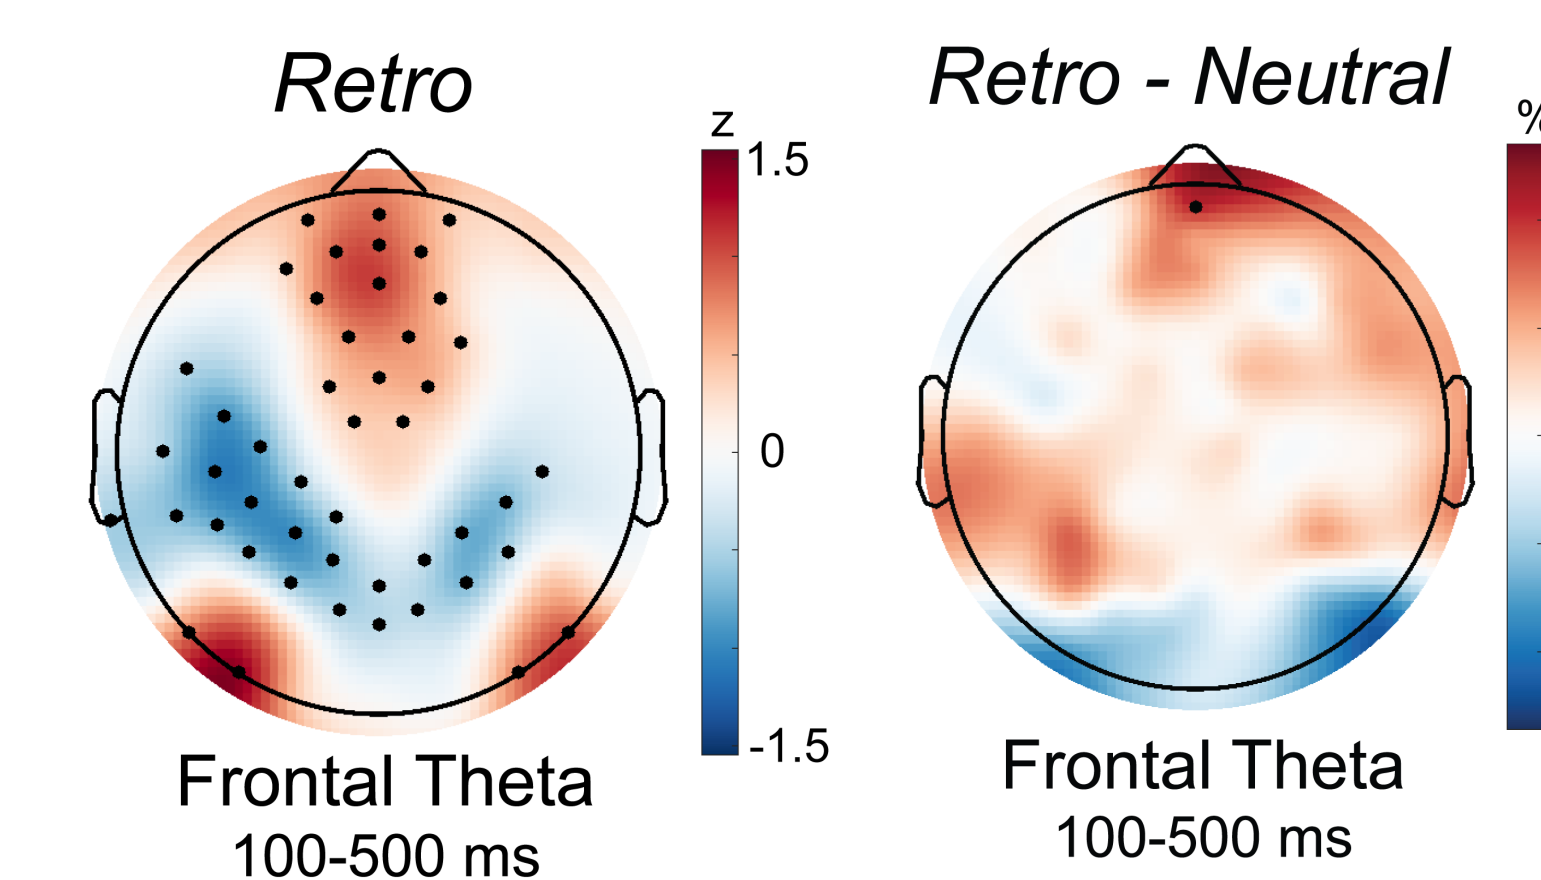 Retro
z
1.5
0
-1.5
Frontal Theta
100-500 ms
Retro - Neutral
%
Frontal Theta
100-500 ms